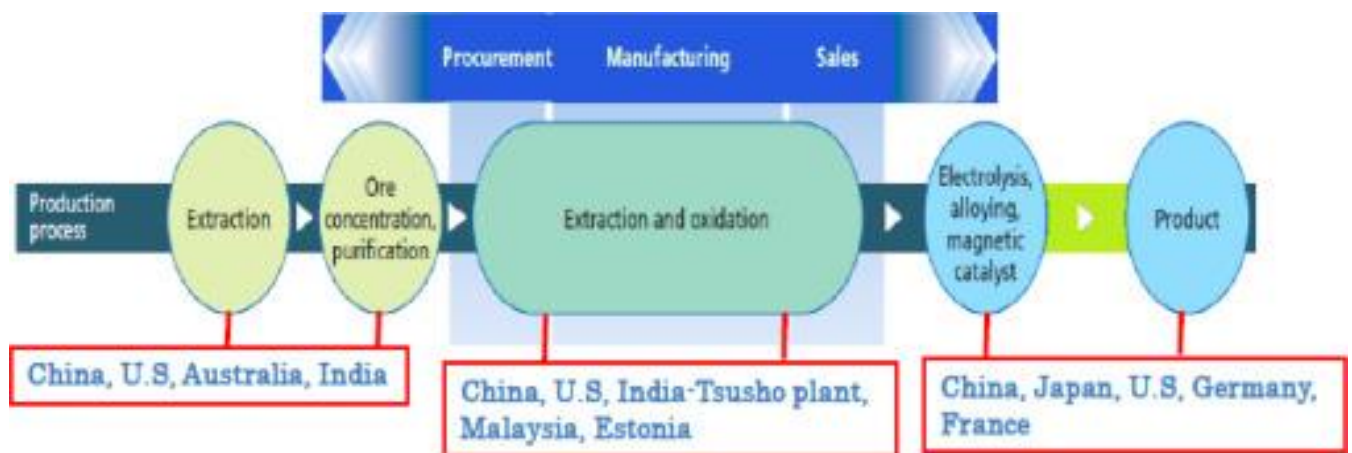 Procurement Manufacturing Sales
Production
process
Extraction
Ore
concentration,
purification
Extraction and oxidation
Electrolysis,
alloying,
magnetic
catalyst
Product
China, U.S, Australia, India
China, U.S, India-Tsusho plant,
Malaysia, Estonia
China, Japan, U.S, Germany,
France